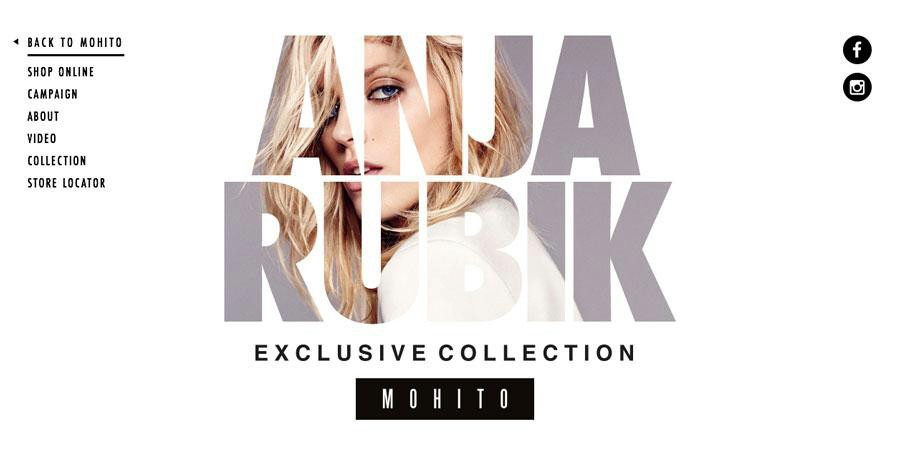 BACK TO MOHITO
SHOP ONLINE
CAMPAIGN
ABOUT
VIDEO
COLLECTION
STORE LOCATOR
ANJA
RUBIK
EXCLUSIVE COLLECTION
MOHITO